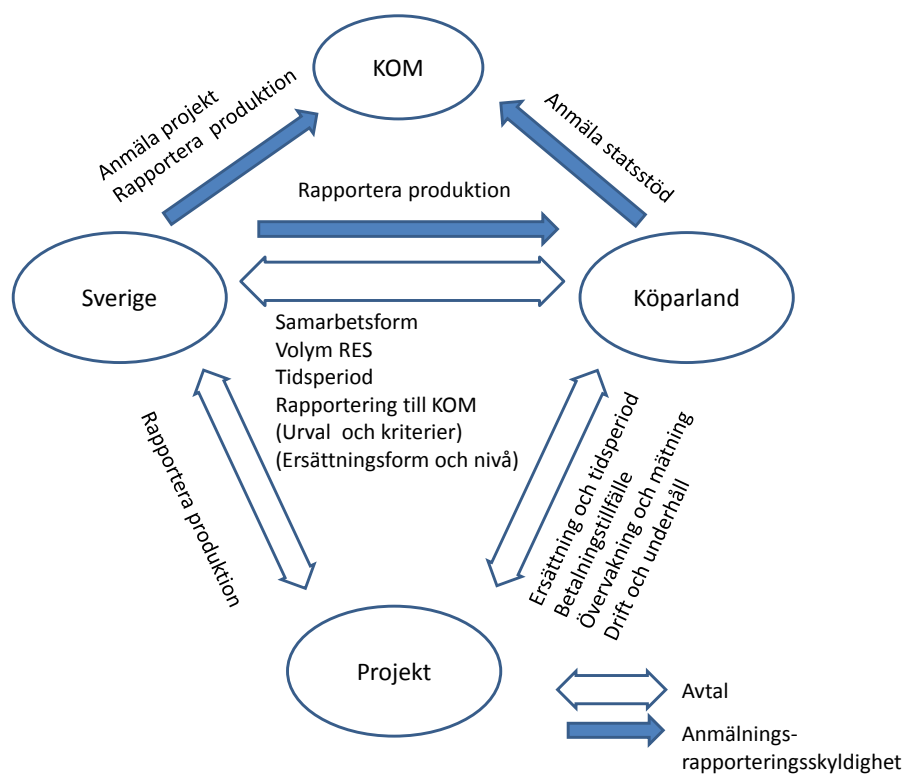 KOM
Anmäla projekt
Rapportera produktion
Anmäla statsstöd
Rapportera produktion
Sverige
Köparland
Samarbetsform
Volym RES
Tidsperiod
Rapportering till KOM
(Urval och kriterier)
(Ersättningsform och nivå)
Rapportera produktion
Ersättning och tidsperiod
Betalningstillfälle
Övervakning och mätning
Drift och underhåll
Projekt
Avtal
Anmälnings-
rapporteringsskyldighet